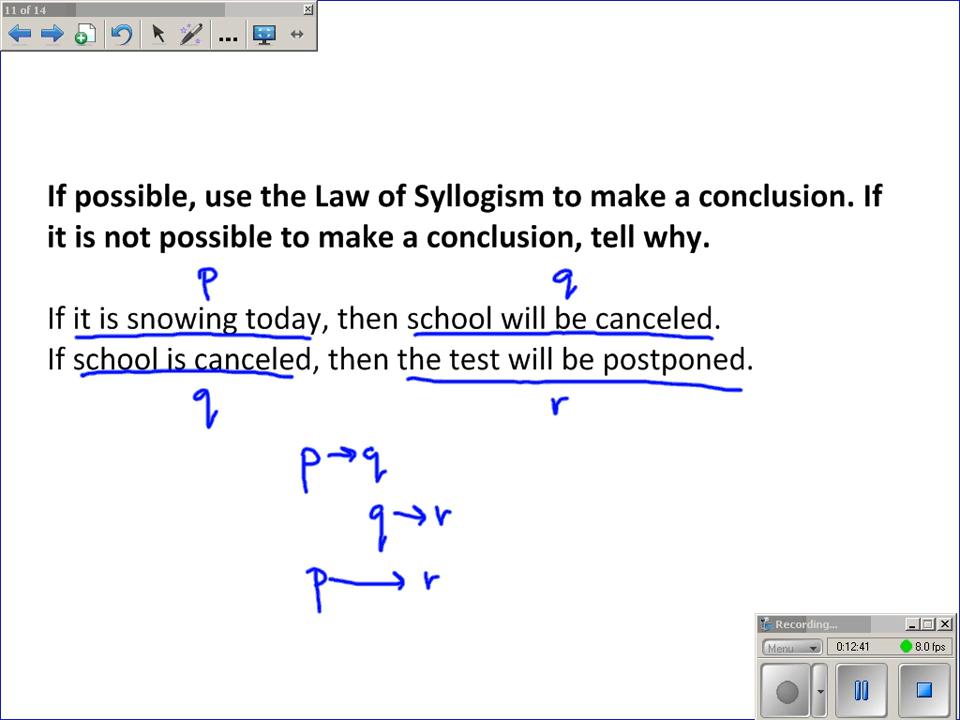 11 of 14
If possible, use the Law of Syllogism to make a conclusion. If
it is not possible to make a conclusion, tell why.
p q
If it is snowing today, then school will be canceled.
If school is canceled, then the test will be postponed.
q r
p → q
q → r
p → r
Recording...
Menu 0:12:41 8.0 fps